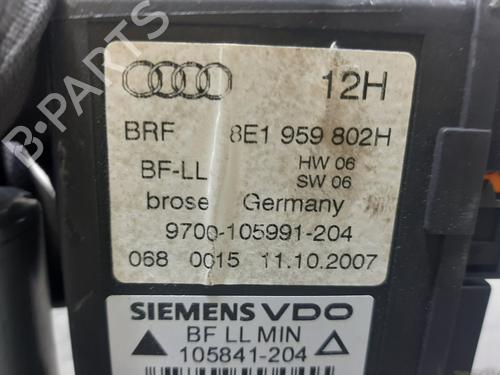 12H
BRF 8E1 959 802H
BF-LL HW 06
SW 06
brose Germany
9700-105991-204
068 0015 11.10.2007
SIEMENS VDO
BF LL MIN
105841-204
B-PARTS